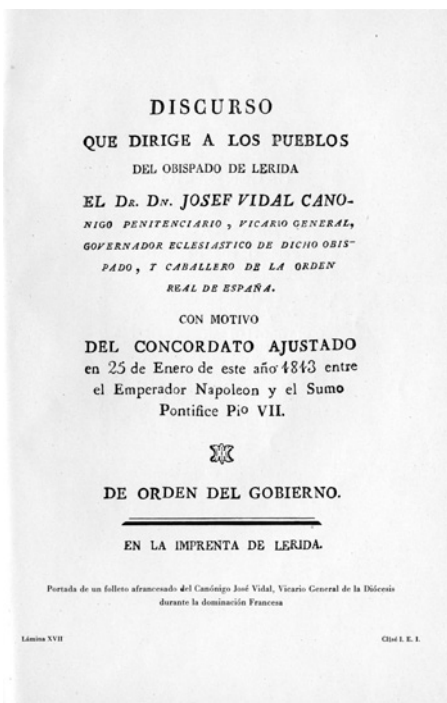 DISCURSO
QUE DIRIGE A LOS PUEBLOS
DEL OBISPADO DE LERIDA
EL DR. DN. JOSEF VIDAL CANO-
NIGO PENITENCIARIO, VICARIO GENERAL,
GOVERNADOR ECLESIASTICO DE DICHO OBIS-
PADO, Y CABALLERO DE LA ORDEN
REAL DE ESPAÑA.
CON MOTIVO
DEL CONCORDATO AJUSTADO
en 25 de Enero de este año 1813 entre
el Emperador Napoleon y el Sumo
Pontifice Pio VII.
DE ORDEN DEL GOBIERNO.
EN LA IMPRENTA DE LERIDA.
Portada de un folleto afrancesado del Canónigo José Vidal, Vicario General de la Diócesis
durante la dominación Francesa
Lámina XVII
Clisé I. E. I.